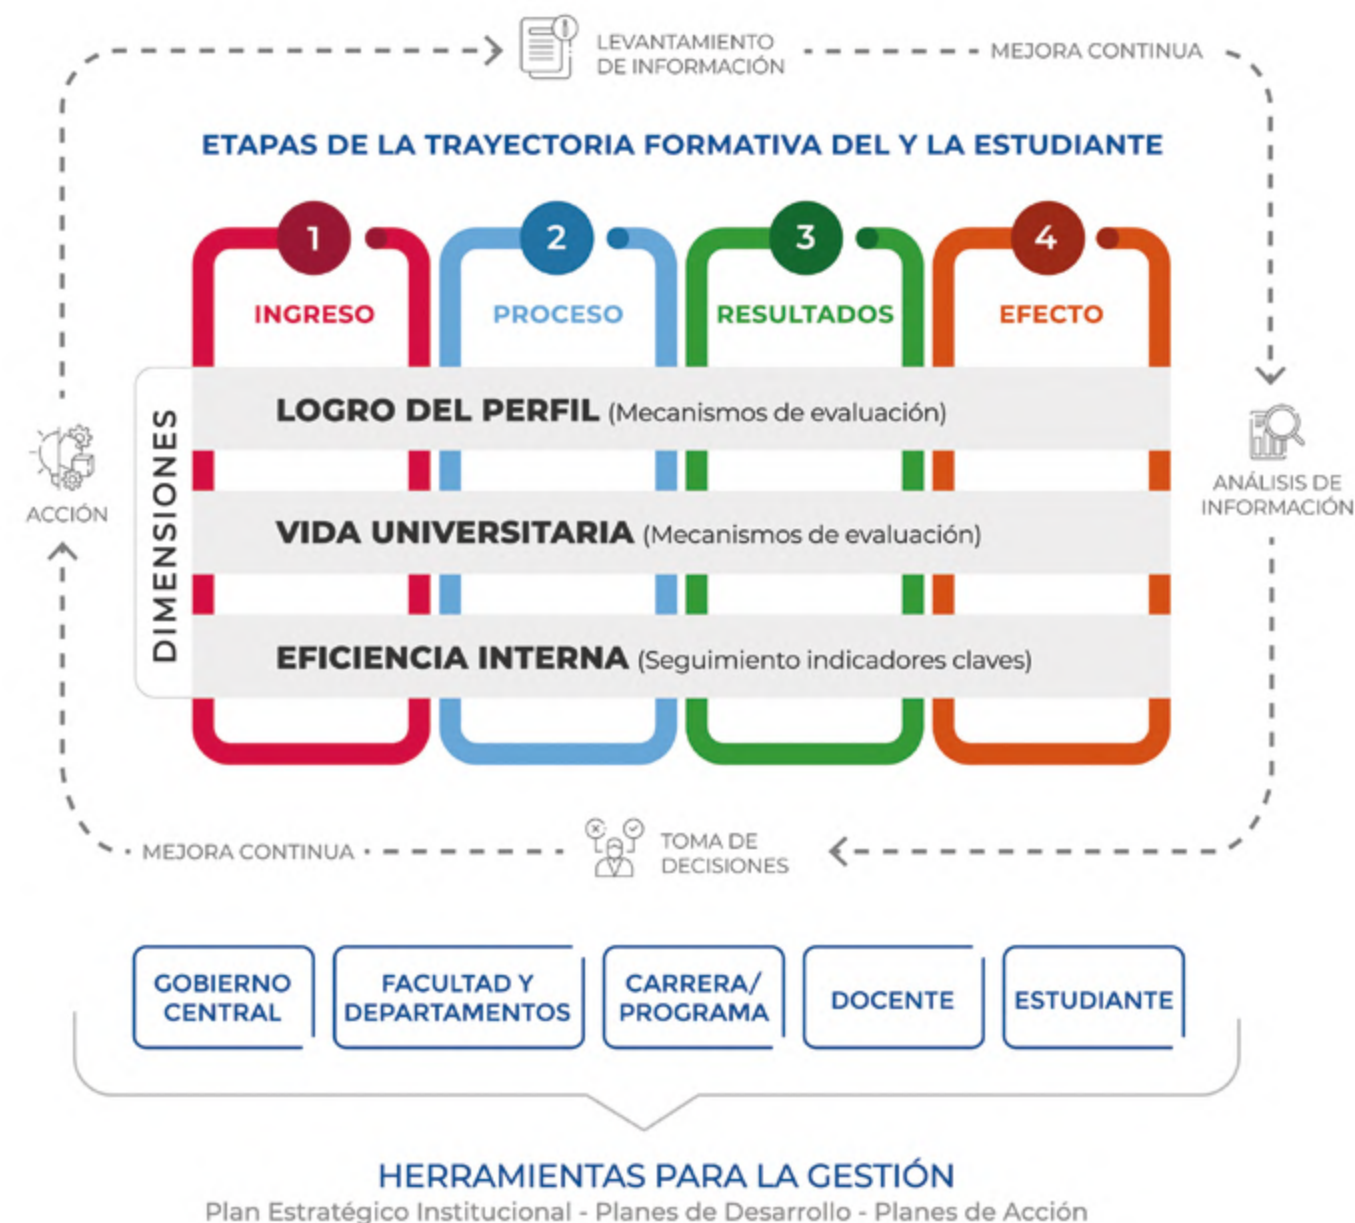 LEVANTAMIENTO
DE INFORMACIÓN
MEJORA CONTINUA
ETAPAS DE LA TRAYECTORIA FORMATIVA DEL Y LA ESTUDIANTE
1
2
3
4
INGRESO
PROCESO
RESULTADOS
EFECTO
DIMENSIONES
LOGRO DEL PERFIL (Mecanismos de evaluación)
VIDA UNIVERSITARIA (Mecanismos de evaluación)
EFICIENCIA INTERNA (Seguimiento indicadores claves)
ACCIÓN
ANÁLISIS DE
INFORMACIÓN
MEJORA CONTINUA
TOMA DE
DECISIONES
GOBIERNO
CENTRAL
FACULTAD Y
DEPARTAMENTOS
CARRERA/
PROGRAMA
DOCENTE
ESTUDIANTE
HERRAMIENTAS PARA LA GESTIÓN
Plan Estratégico Institucional - Planes de Desarrollo - Planes de Acción